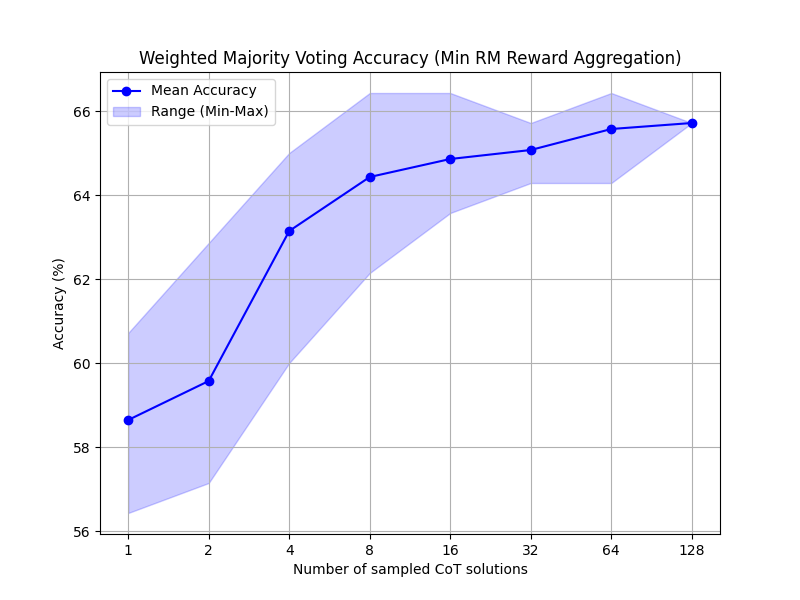 Weighted Majority Voting Accuracy (Min RM Reward Aggregation)
Mean Accuracy
Range (Min-Max)
Accuracy (%)
66
64
62
60
58
56
1 2 4 8 16 32 64 128
Number of sampled CoT solutions